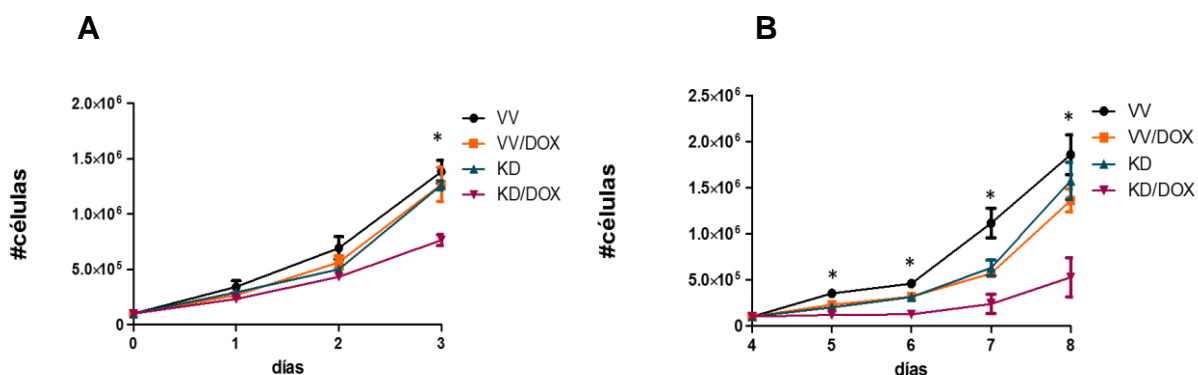 A
#células
2.0×10⁶
1.5×10⁶
1.0×10⁶
5.0×10⁵
0
0 1 2 3
días
*
VV
VV/DOX
KD
KD/DOX
B
#células
2.5×10⁶
2.0×10⁶
1.5×10⁶
1.0×10⁶
5.0×10⁵
0
4 5 6 7 8
días
* * * *
VV
VV/DOX
KD
KD/DOX